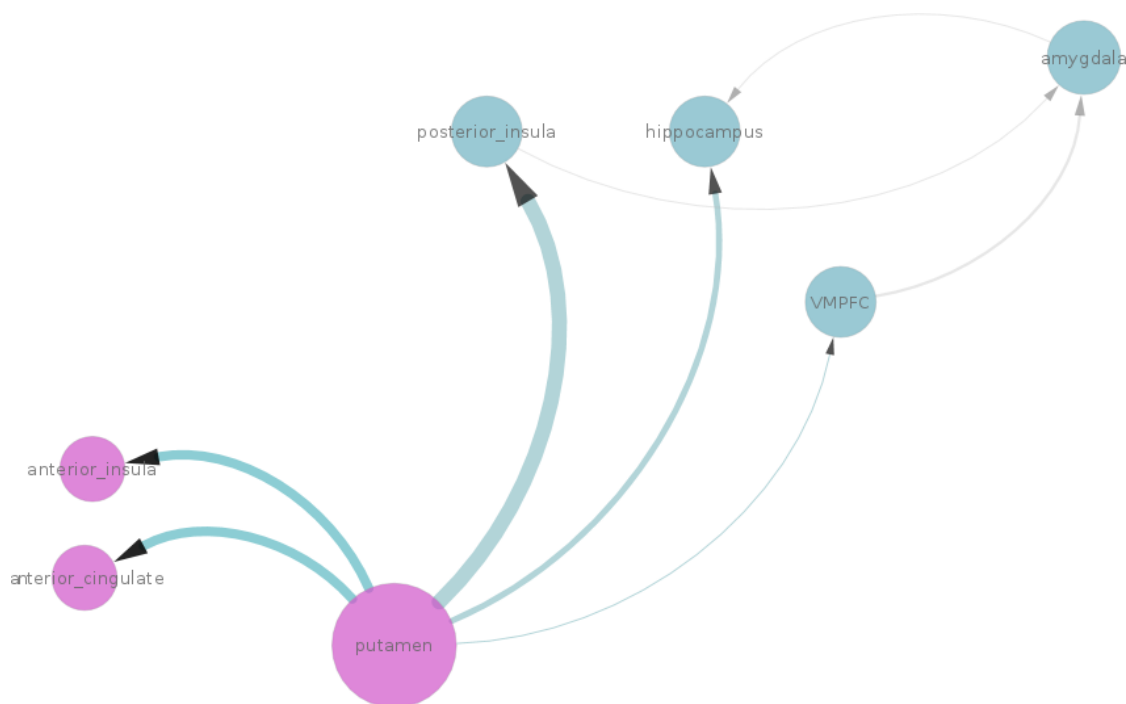 amygdala
posterior_insula
hippocampus
VMPFC
anterior_insula
anterior_cingulate
putamen